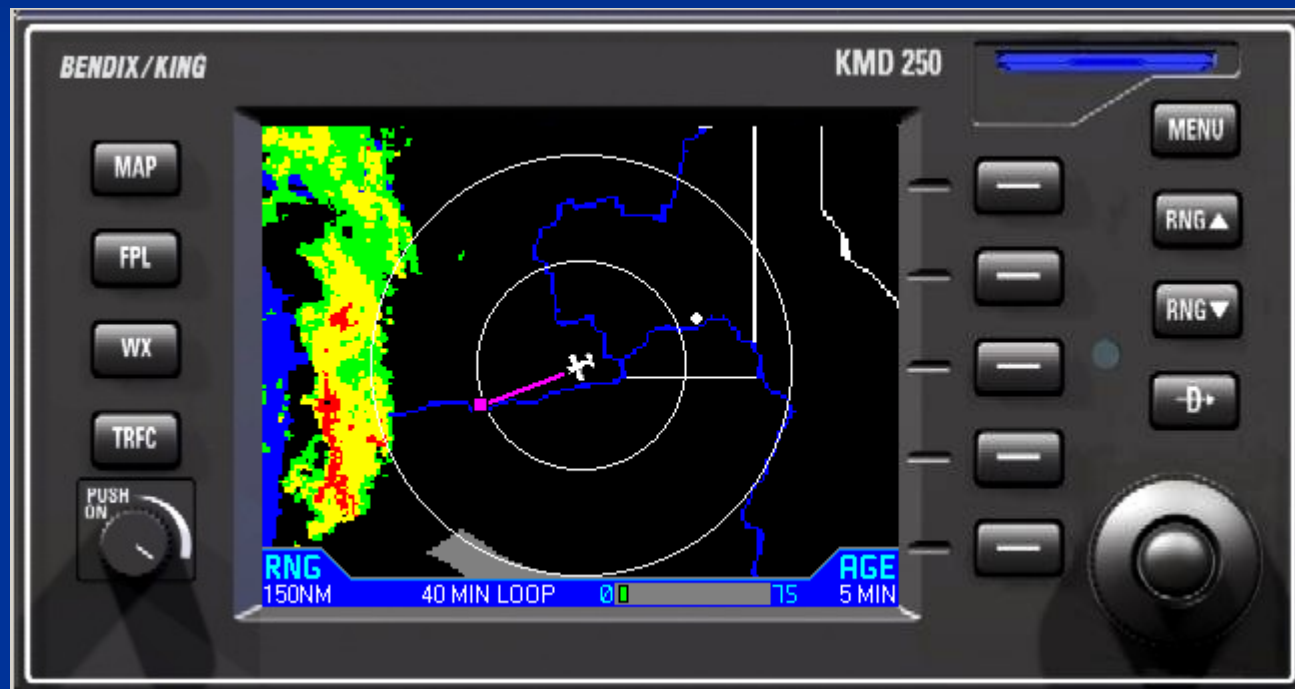 BENDIX/KING
KMD 250
MAP
FPL
WX
TRFC
PUSH
ON
MENU
RNG▲
RNG▼
D
RNG
150NM
40 MIN LOOP
0
75
AGE
5 MIN